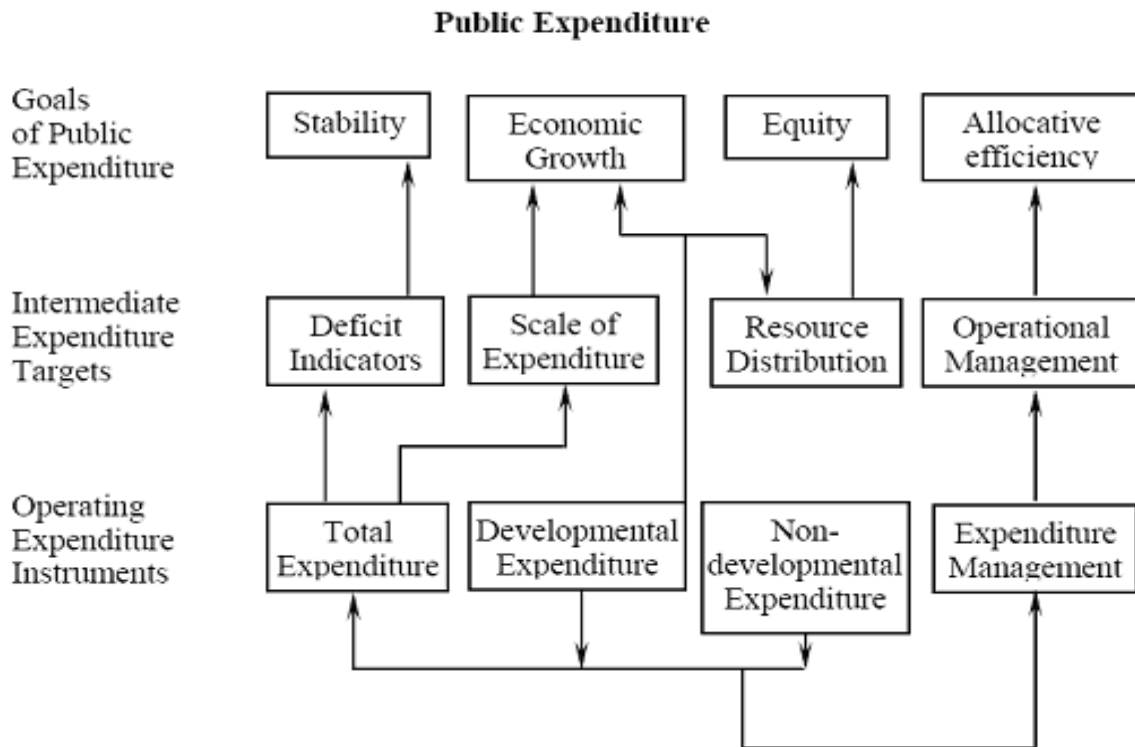 Public Expenditure
Goals
of Public
Expenditure
Stability
Economic
Growth
Equity
Allocative
efficiency
Intermediate
Expenditure
Targets
Deficit
Indicators
Scale of
Expenditure
Resource
Distribution
Operational
Management
Operating
Expenditure
Instruments
Total
Expenditure
Developmental
Expenditure
Non-
developmental
Expenditure
Expenditure
Management